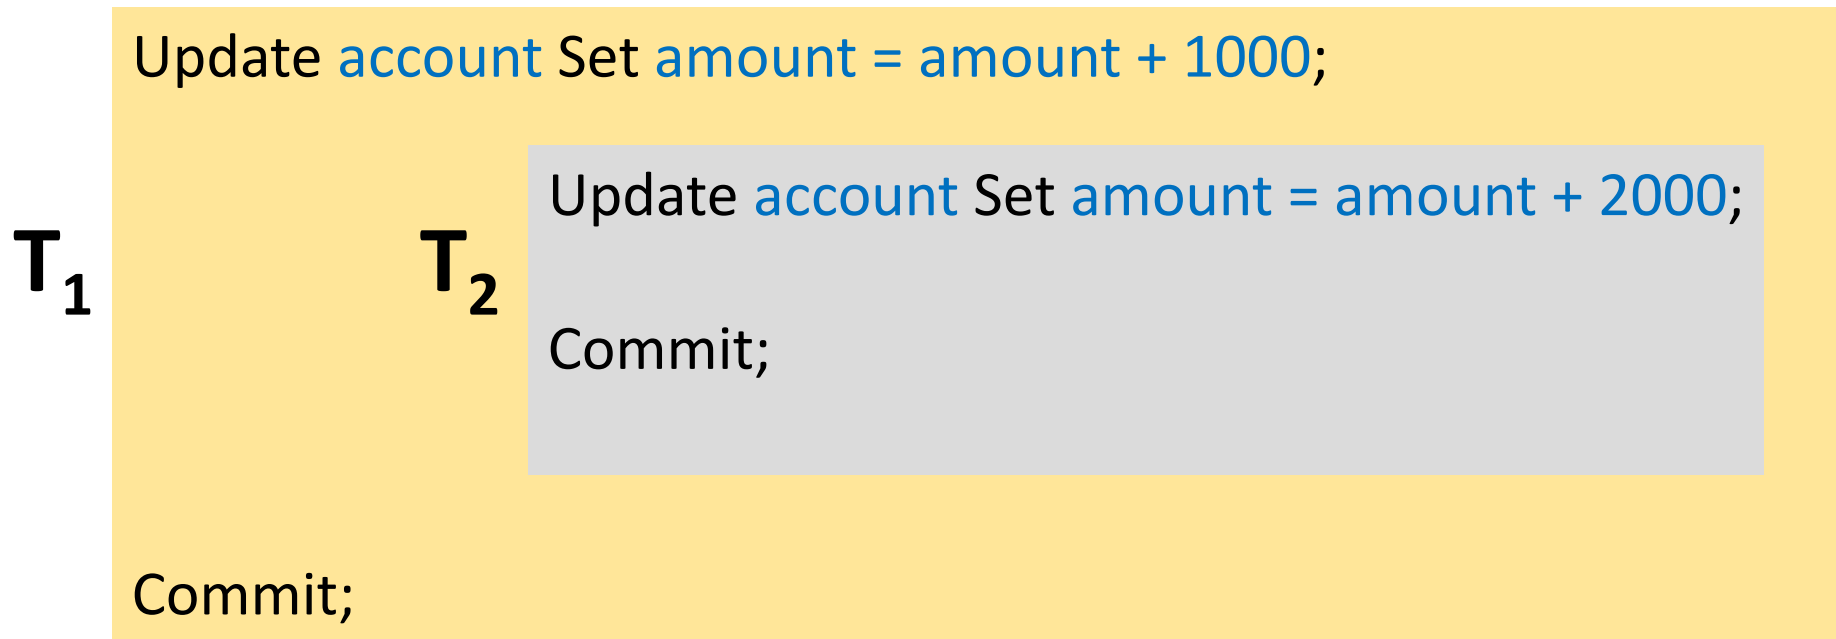 Update account Set amount = amount + 1000;
Update account Set amount = amount + 2000;
T1
T2
Commit;
Commit;